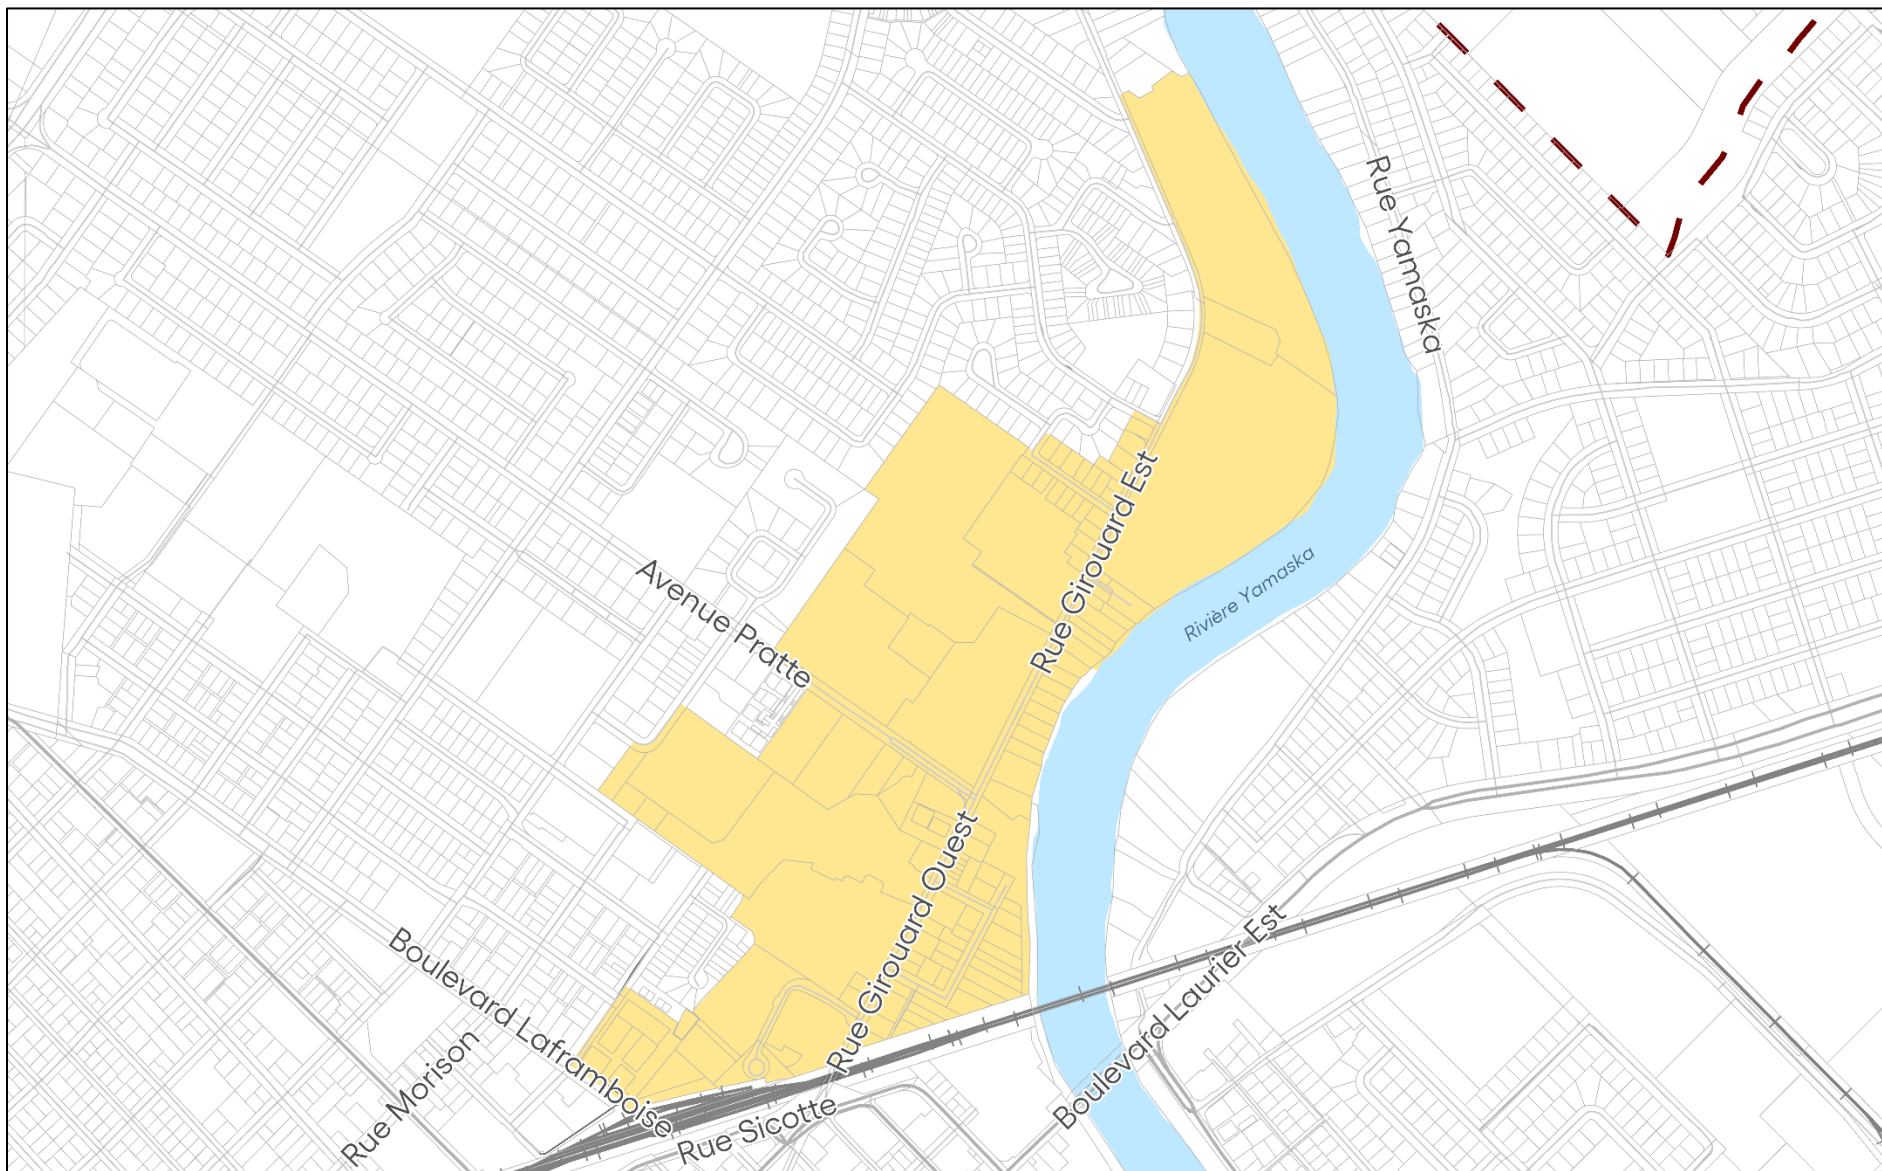 Rue Yamaska
Rue Girouard Est
Rivière Yamaska
Avenue Pratte
Rue Girouard Ouest
Boulevard Laframboise
Boulevard Laurier Est
Rue Morison
Rue Sicotte